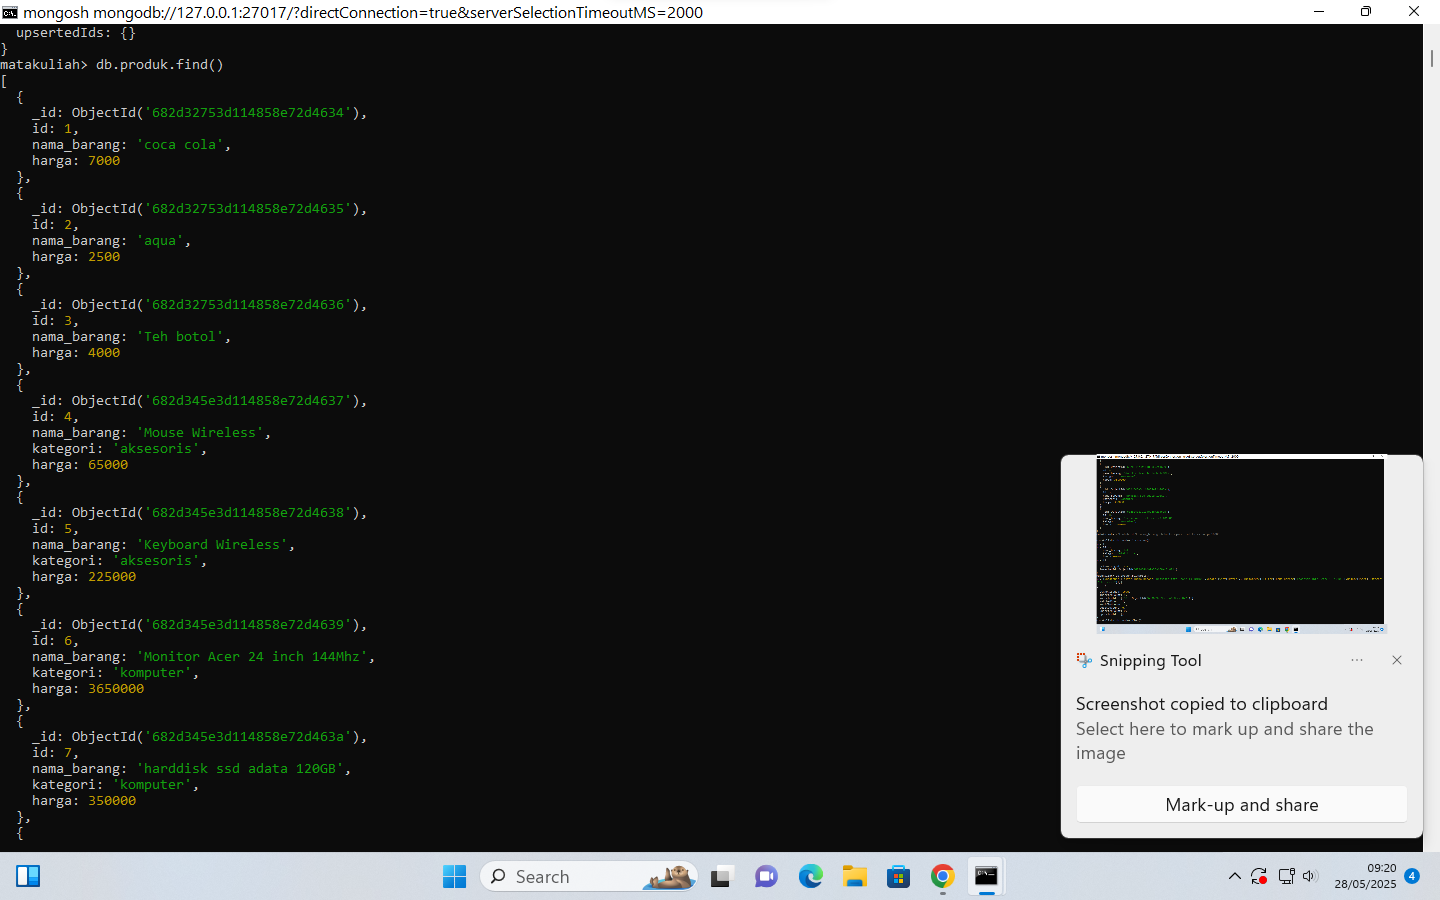 mongosh mongodb://127.0.0.1:27017/?directConnection=true&serverSelectionTimeoutMS=2000
  upsertedIds: {}
}
matakuliah> db.produk.find()
[
  {
    _id: ObjectId('682d32753d114858e72d4634'),
    id: 1,
    nama_barang: 'coca cola',
    harga: 7000
  },
  {
    _id: ObjectId('682d32753d114858e72d4635'),
    id: 2,
    nama_barang: 'aqua',
    harga: 2500
  },
  {
    _id: ObjectId('682d32753d114858e72d4636'),
    id: 3,
    nama_barang: 'Teh botol',
    harga: 4000
  },
  {
    _id: ObjectId('682d345e3d114858e72d4637'),
    id: 4,
    nama_barang: 'Mouse Wireless',
    kategori: 'aksesoris',
    harga: 65000
  },
  {
    _id: ObjectId('682d345e3d114858e72d4638'),
    id: 5,
    nama_barang: 'Keyboard Wireless',
    kategori: 'aksesoris',
    harga: 225000
  },
  {
    _id: ObjectId('682d345e3d114858e72d4639'),
    id: 6,
    nama_barang: 'Monitor Acer 24 inch 144Mhz',
    kategori: 'komputer',
    harga: 3650000
  },
  {
    _id: ObjectId('682d345e3d114858e72d463a'),
    id: 7,
    nama_barang: 'harddisk ssd adata 120GB',
    kategori: 'komputer',
    harga: 350000
  },
  {
Snipping Tool
Screenshot copied to clipboard
Select here to mark up and share the
image
Mark-up and share
Search
09:20
28/05/2025
4